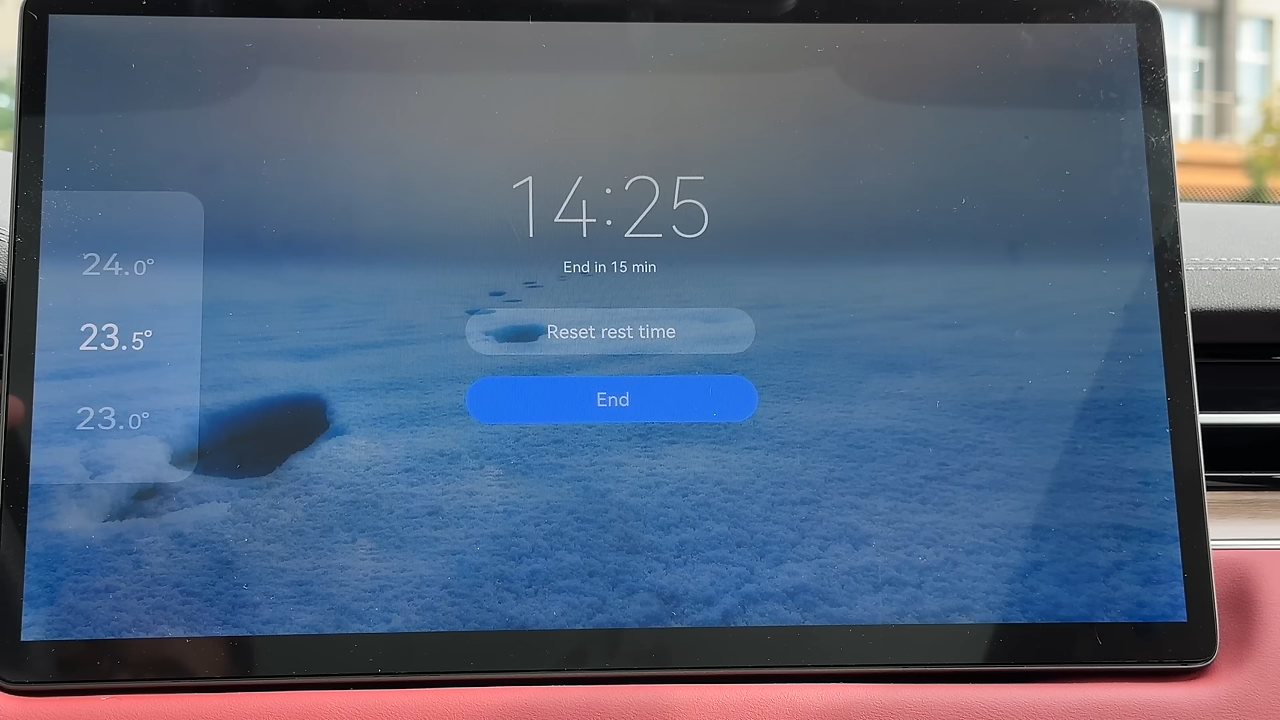 14:25
End in 15 min
Reset rest time
End
24.0°
23.5°
23.0°